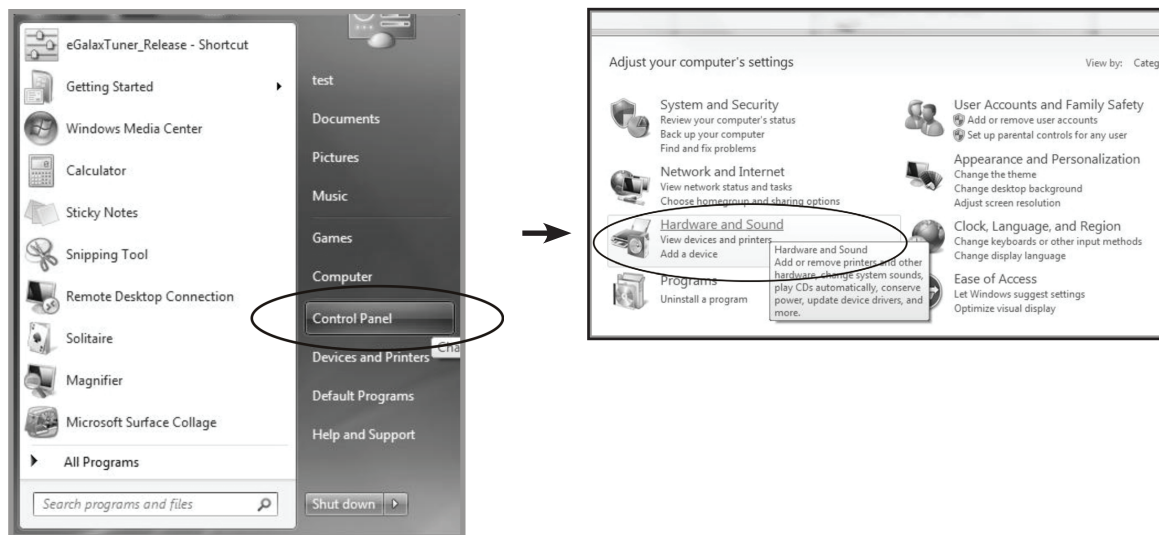 eGalaxTuner_Release - Shortcut
Getting Started
Windows Media Center
Calculator
Sticky Notes
Snipping Tool
Remote Desktop Connection
Solitaire
Magnifier
Microsoft Surface Collage
All Programs
Search programs and files
test
Documents
Pictures
Music
Games
Computer
Control Panel
Devices and Printers
Default Programs
Help and Support
Shut down
Adjust your computer's settings
View by:
System and Security
Review your computer's status
Back up your computer
Find and fix problems
Network and Internet
View network status and tasks
Choose homegroup and sharing options
Hardware and Sound
View devices and printers
Add a device
Programs
Uninstall a program
Hardware and Sound
Add or remove printers and other
hardware, change system sounds,
play CDs automatically, conserve
power, update device drivers, and
more.
User Accounts and Family Safety
Add or remove user accounts
Set up parental controls for any user
Appearance and Personalization
Change the theme
Change desktop background
Adjust screen resolution
Clock, Language, and Region
Change keyboards or other input methods
Change display language
Ease of Access
Let Windows suggest settings
Optimize visual display